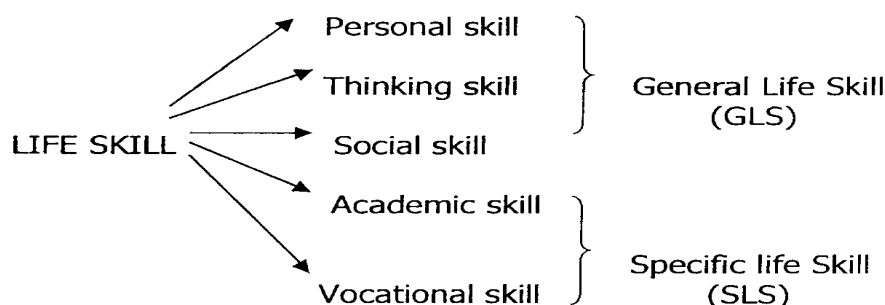 Personal skill
Thinking skill
General Life Skill
(GLS)
LIFE SKILL
Social skill
Academic skill
Specific life Skill
(SLS)
Vocational skill